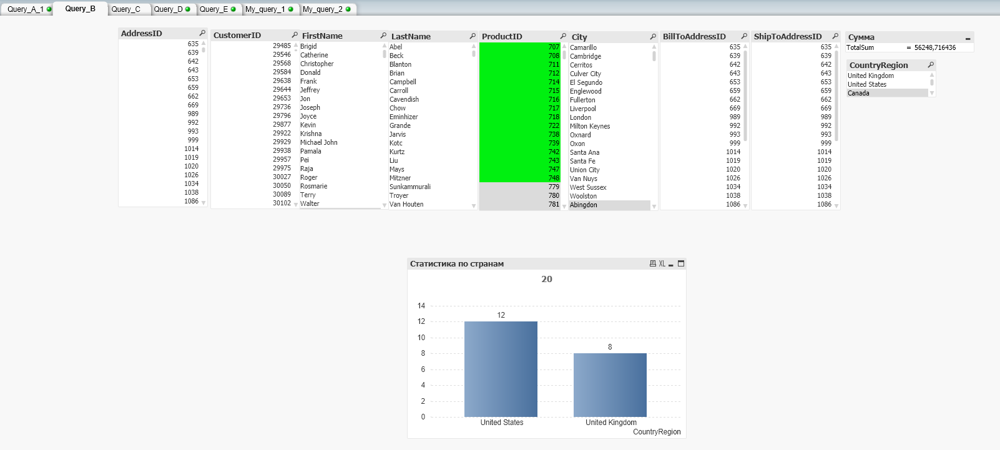 Query_A_1 Query_B Query_C Query_D Query_E My_query_1 My_query_2
AddressID
635
639
642
643
653
659
662
669
989
992
993
999
1014
1019
1020
1026
1034
1038
1086
CustomerID
29485
29546
29568
29584
29638
29644
29653
29736
29796
29877
29922
29929
29938
29957
29975
30027
30050
30089
30102
FirstName
Brigid
Catherine
Christopher
Donald
Frank
Jeffrey
Jon
Joseph
Joyce
Kevin
Krishna
Michael John
Pamala
Pei
Raja
Roger
Rosmarie
Terry
Walter
LastName
Abel
Beck
Blanton
Brian
Campbell
Carroll
Cavendish
Chow
Eminhizer
Grande
Jarvis
Kotc
Kurtz
Liu
Mays
Mitzner
Sunkammurali
Troyer
Van Houten
ProductID
707
708
711
712
714
715
716
717
718
722
738
739
742
743
747
748
779
780
781
City
Camarillo
Cambridge
Cerritos
Culver City
El Segundo
Englewood
Fullerton
Liverpool
London
Milton Keynes
Oxnard
Oxon
Santa Ana
Santa Fe
Union City
Van Nuys
West Sussex
Woolston
Abingdon
BillToAddressID
635
639
642
643
653
659
662
669
989
992
993
999
1014
1019
1020
1026
1034
1038
1086
ShipToAddressID
635
639
642
643
653
659
662
669
989
992
993
999
1014
1019
1020
1026
1034
1038
1086
Сумма
TotalSum = 56248,716436
CountryRegion
United Kingdom
United States
Canada
Статистика по странам XL
20
14
12
10
8
6
4
2
0
12
8
United States United Kingdom
CountryRegion